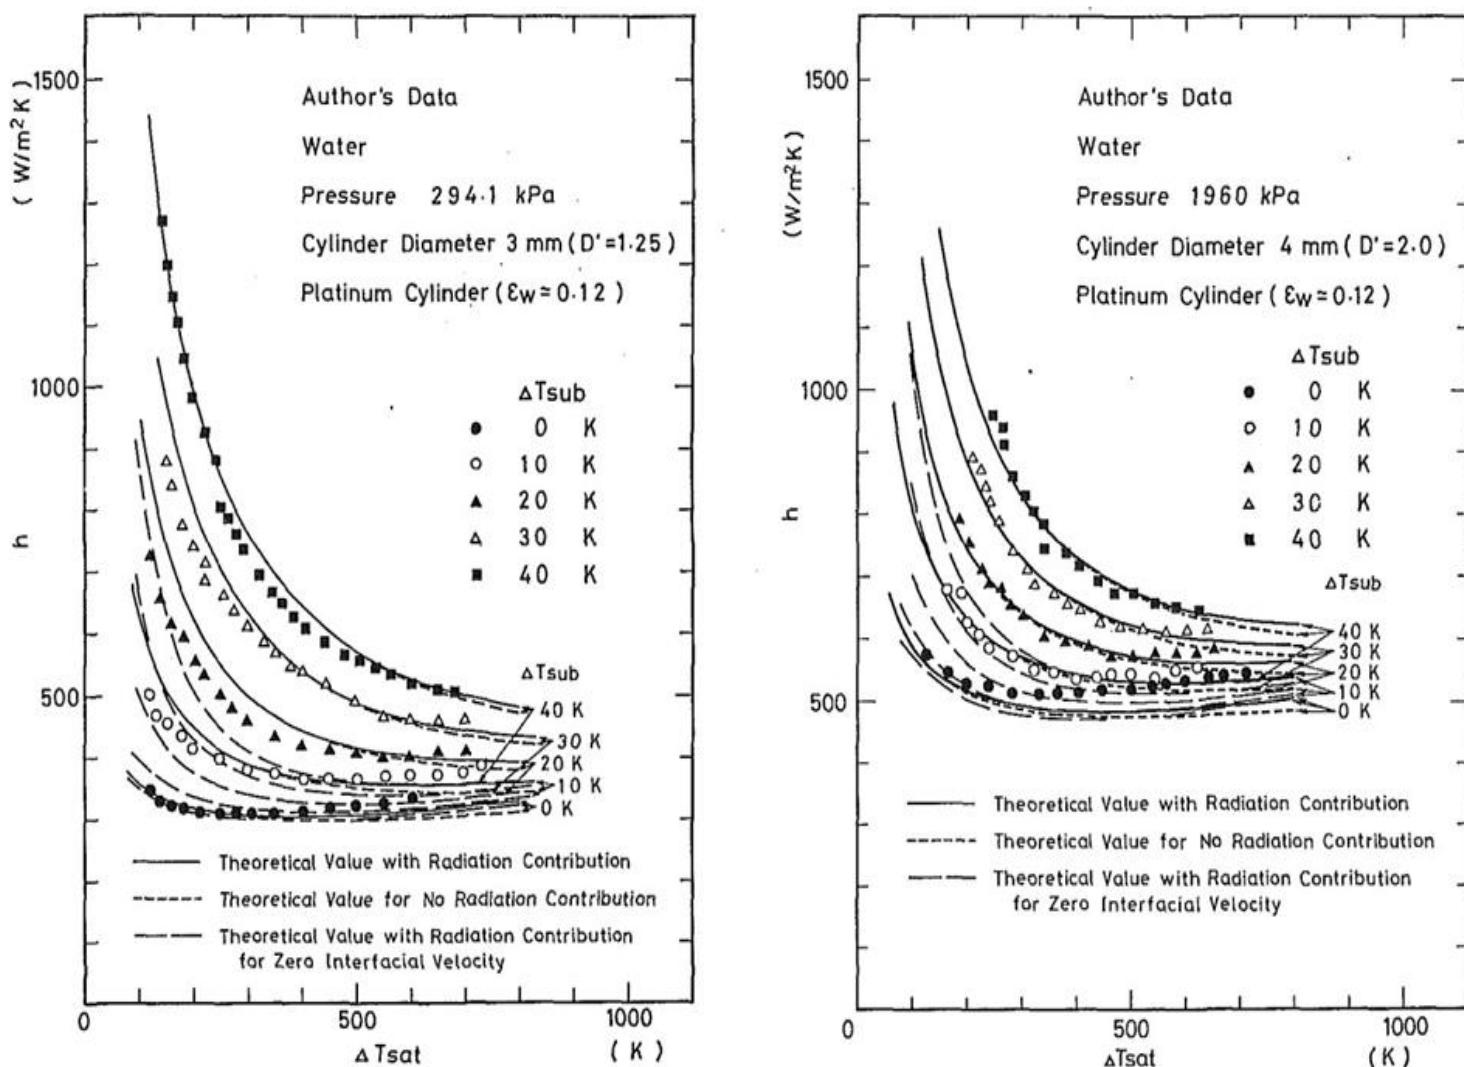 1500
1000
500
0
500
1000
h
( W/m²K )
ΔTsat
( K )
Author's Data
Water
Pressure 294.1 kPa
Cylinder Diameter 3 mm ( D'=1.25 )
Platinum Cylinder ( εw ≃ 0.12 )
ΔTsub
● 0 K
○ 10 K
▲ 20 K
△ 30 K
■ 40 K
ΔTsub
40 K
30 K
20 K
10 K
0 K
Theoretical Value with Radiation Contribution
Theoretical Value for No Radiation Contribution
Theoretical Value with Radiation Contribution
for Zero Interfacial Velocity
1500
1000
500
0
500
1000
h
( W/m²K )
ΔTsat
( K )
Author's Data
Water
Pressure 1960 kPa
Cylinder Diameter 4 mm ( D'=2.0 )
Platinum Cylinder ( εw ≃ 0.12 )
ΔTsub
● 0 K
○ 10 K
▲ 20 K
△ 30 K
■ 40 K
ΔTsub
40 K
30 K
20 K
10 K
0 K
Theoretical Value with Radiation Contribution
Theoretical Value for No Radiation Contribution
Theoretical Value with Radiation Contribution
for Zero Interfacial Velocity